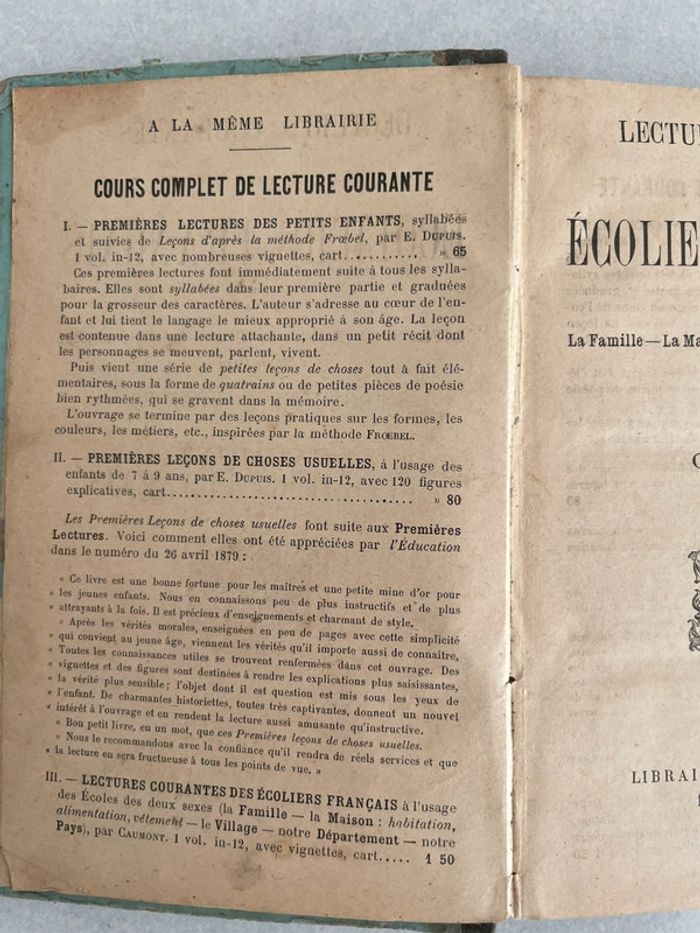 A LA MÊME LIBRAIRIE
COURS COMPLET DE LECTURE COURANTE
I. — PREMIÈRES LECTURES DES PETITS ENFANTS, syllabées
et suivies de Leçons d'après la méthode Frœbel, par E. DUPUIS.
1 vol. in-12, avec nombreuses vignettes, cart............ » 65
Ces premières lectures font immédiatement suite à tous les sylla-
baires. Elles sont syllabées dans leur première partie et graduées
pour la grosseur des caractères. L'auteur s'adresse au cœur de l'en-
fant et lui tient le langage le mieux approprié à son âge. La leçon
est contenue dans une lecture attachante, dans un petit récit dont
les personnages se meuvent, parlent, vivent.
Puis vient une série de petites leçons de choses tout à fait élé-
mentaires, sous la forme de quatrains ou de petites pièces de poésie
bien rythmées, qui se gravent dans la mémoire.
L'ouvrage se termine par des leçons pratiques sur les formes, les
couleurs, les métiers, etc., inspirées par la méthode FRŒBEL.
II. — PREMIÈRES LEÇONS DE CHOSES USUELLES, à l'usage des
enfants de 7 à 9 ans, par E. DUPUIS. 1 vol. in-12, avec 120 figures
explicatives, cart........................................ » 80
Les Premières Leçons de choses usuelles font suite aux Premières
Lectures. Voici comment elles ont été appréciées par l'Éducation
dans le numéro du 26 avril 1879 :
« Ce livre est une bonne fortune pour les maîtres et une petite mine d'or pour
« les jeunes enfants. Nous en connaissons peu de plus instructifs et de plus
« attrayants à la fois. Il est précieux d'enseignements et charmant de style.
« Après les vérités morales, enseignées en peu de pages avec cette simplicité
« qui convient au jeune âge, viennent les vérités qu'il importe aussi de connaître,
« Toutes les connaissances utiles se trouvent renfermées dans cet ouvrage. Des
« vignettes et des figures sont destinées à rendre les explications plus saisissantes,
« la vérité plus sensible ; l'objet dont il est question est mis sous les yeux de
« l'enfant. De charmantes historiettes, toutes très captivantes, donnent un nouvel
« intérêt à l'ouvrage et en rendent la lecture aussi amusante qu'instructive.
« Bon petit livre, en un mot, que ces Premières leçons de choses usuelles.
« Nous le recommandons avec la confiance qu'il rendra de réels services et que
« la lecture en sera fructueuse à tous les points de vue. »
III. — LECTURES COURANTES DES ÉCOLIERS FRANÇAIS à l'usage
des Écoles des deux sexes (la Famille — la Maison : habitation,
alimentation, vêtement — le Village — notre Département — notre
Pays), par CAUMONT. 1 vol. in-12, avec vignettes, cart..... 1 50
LECTU
ÉCOLIE
La Famille — La Ma
LIBRAI